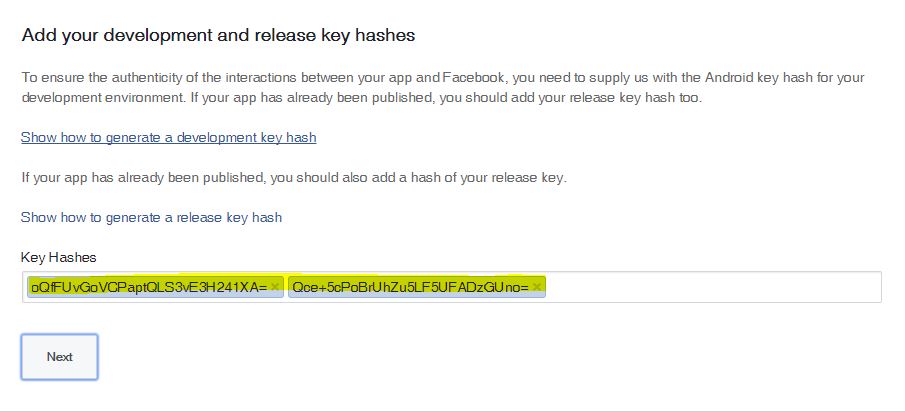 Add your development and release key hashes
To ensure the authenticity of the interactions between your app and Facebook, you need to supply us with the Android key hash for your
development environment. If your app has already been published, you should add your release key hash too.
Show how to generate a development key hash
If your app has already been published, you should also add a hash of your release key.
Show how to generate a release key hash
Key Hashes
oQfFUvGoVCPaptQLS3vE3H241XA= × Qce+5cPoBrUhZu5LF5UFADzGUno= ×
Next